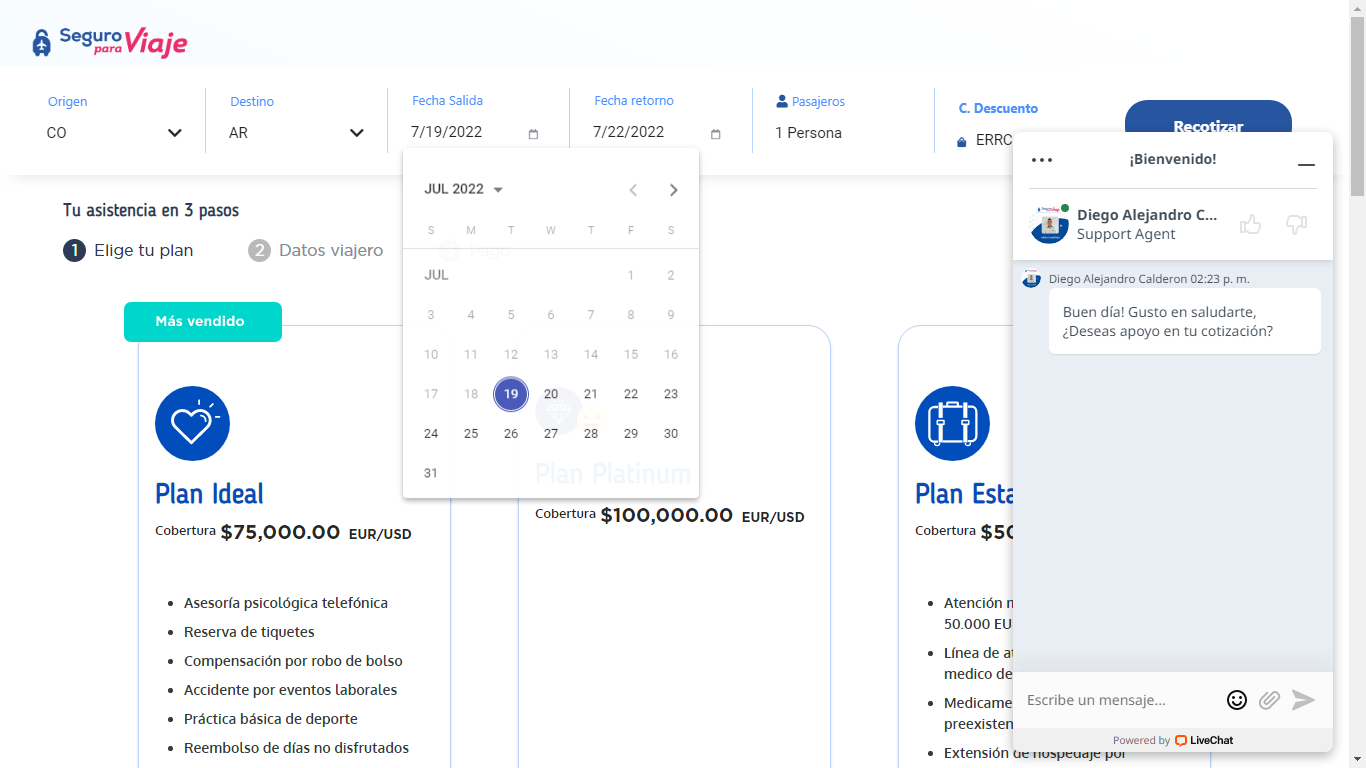 Seguro
para Viaje
Origen
CO
Destino
AR
Fecha Salida
7/19/2022
Fecha retorno
7/22/2022
Pasajeros
1 Persona
C. Descuento
ERRC
Recotizar
Tu asistencia en 3 pasos
1 Elige tu plan
2 Datos viajero
Pago
JUL 2022
S M T W T F S
JUL 1 2
3 4 5 6 7 8 9
10 11 12 13 14 15 16
17 18 19 20 21 22 23
24 25 26 27 28 29 30
31
Más vendido
Plan Ideal
Cobertura $75,000.00 EUR/USD
Asesoría psicológica telefónica
Reserva de tiquetes
Compensación por robo de bolso
Accidente por eventos laborales
Práctica básica de deporte
Reembolso de días no disfrutados
Plan Platinum
Cobertura $100,000.00 EUR/USD
Plan Esta
Cobertura $50
Atención m
50.000 EU
Línea de at
medico de
Medicame
preexisten
Extensión de hospedaje por
¡Bienvenido!
Diego Alejandro C...
Support Agent
Diego Alejandro Calderon 02:23 p. m.
Buen día! Gusto en saludarte,
¿Deseas apoyo en tu cotización?
Escribe un mensaje...
Powered by LiveChat